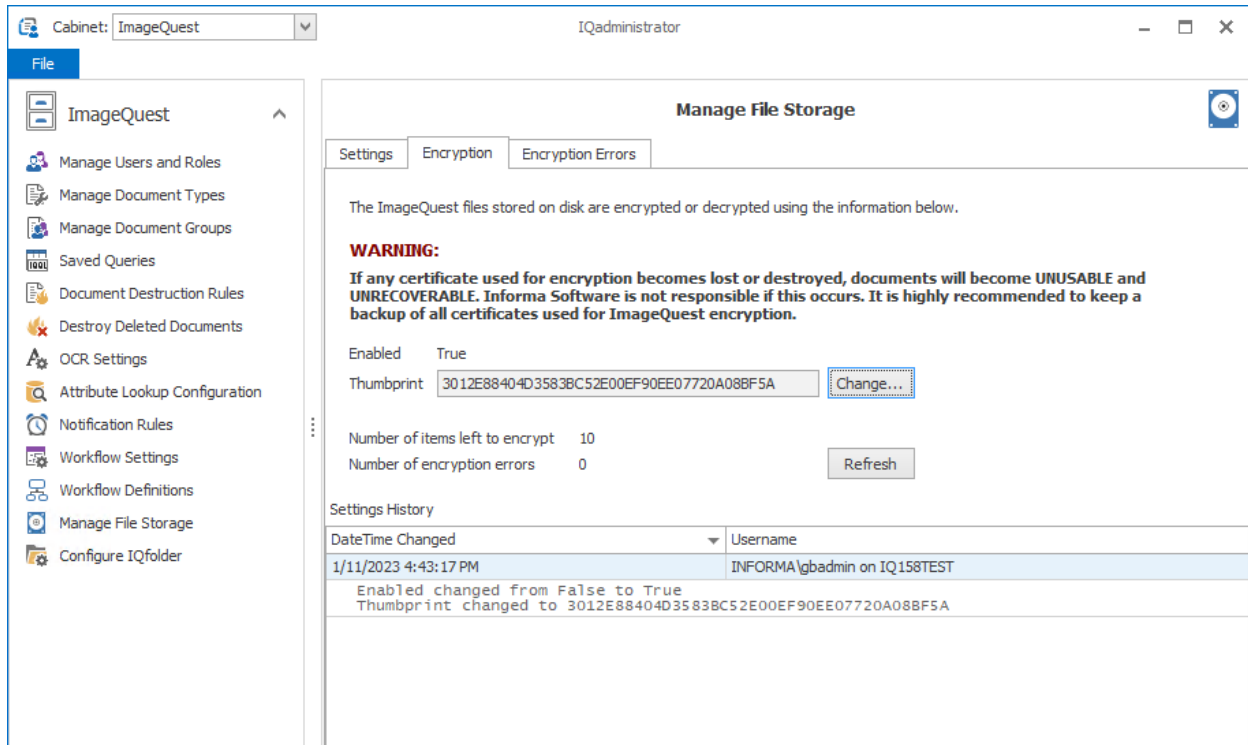 Cabinet: ImageQuest
IQadministrator
File
ImageQuest
Manage Users and Roles
Manage Document Types
Manage Document Groups
Saved Queries
Document Destruction Rules
Destroy Deleted Documents
OCR Settings
Attribute Lookup Configuration
Notification Rules
Workflow Settings
Workflow Definitions
Manage File Storage
Configure IQfolder
Manage File Storage
Settings Encryption Encryption Errors
The ImageQuest files stored on disk are encrypted or decrypted using the information below.
WARNING:
If any certificate used for encryption becomes lost or destroyed, documents will become UNUSABLE and
UNRECOVERABLE. Informa Software is not responsible if this occurs. It is highly recommended to keep a
backup of all certificates used for ImageQuest encryption.
Enabled True
Thumbprint 3012E88404D3583BC52E00EF90EE07720A08BF5A Change...
Number of items left to encrypt 10
Number of encryption errors 0 Refresh
Settings History
DateTime Changed Username
1/11/2023 4:43:17 PM INFORMA\gbadmin on IQ158TEST
Enabled changed from False to True
Thumbprint changed to 3012E88404D3583BC52E00EF90EE07720A08BF5A